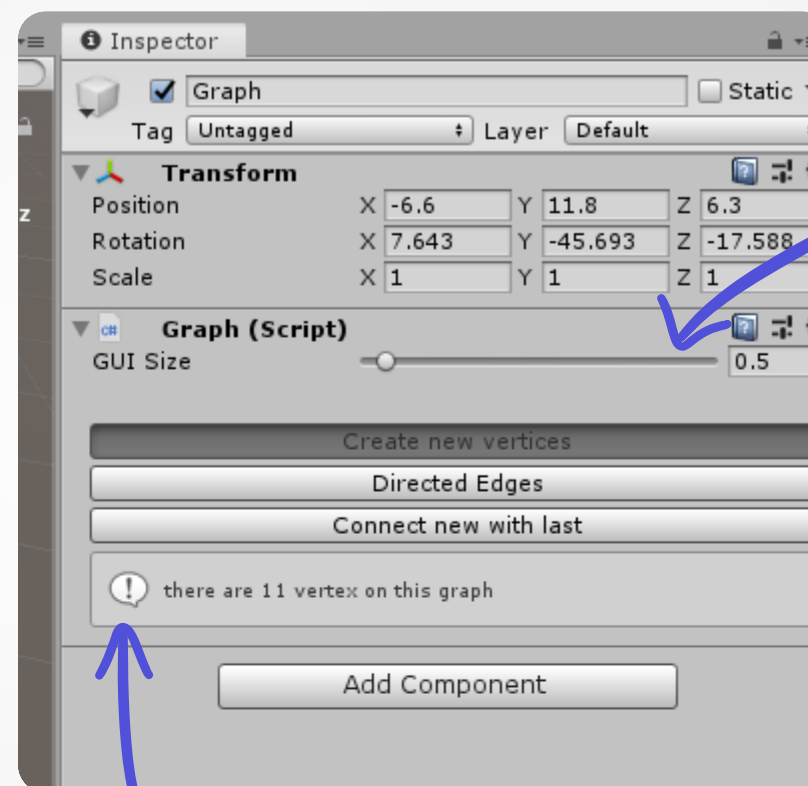 Inspector
Graph Static
Tag Untagged Layer Default
Transform
Position X -6.6 Y 11.8 Z 6.3
Rotation X 7.643 Y -45.693 Z -17.588
Scale X 1 Y 1 Z 1
c# Graph (Script)
GUI Size 0.5
Create new vertices
Directed Edges
Connect new with last
there are 11 vertex on this graph
Add Component
z